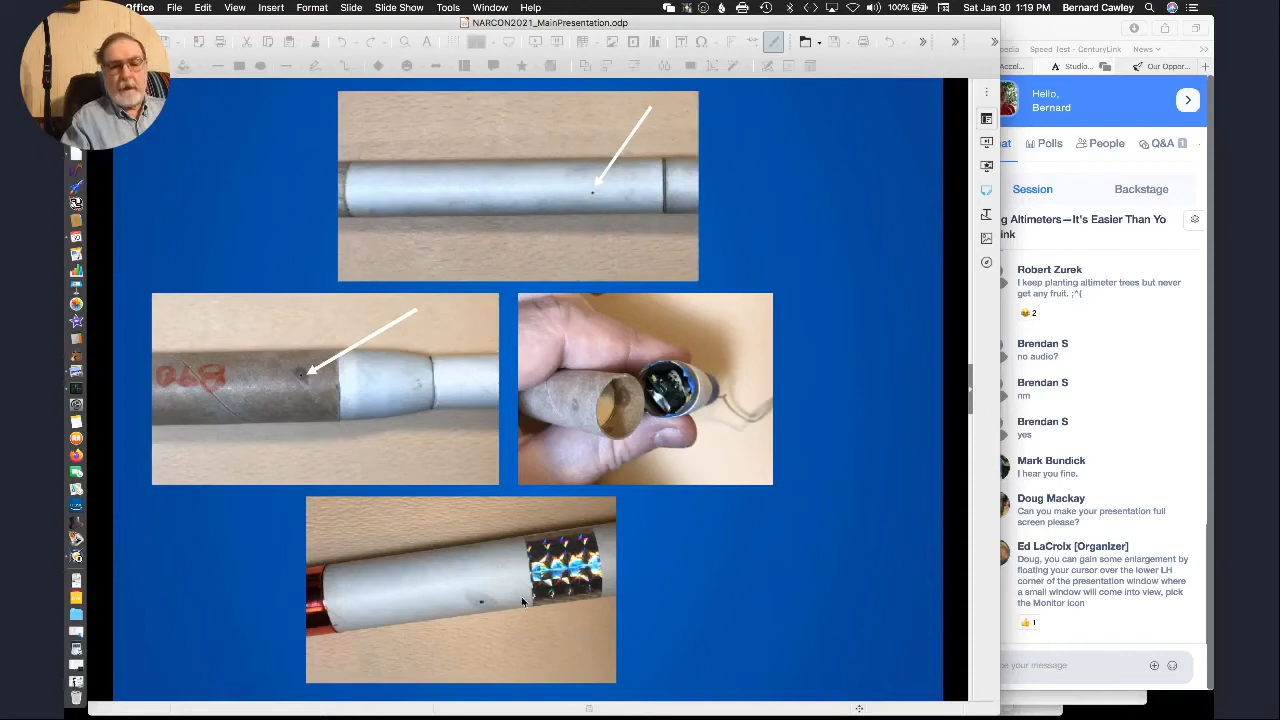 Office File Edit View Insert Format Slide Slide Show Tools Window Help 100% Sat Jan 30 1:19 PM Bernard Cawley
NARCON2021_MainPresentation.odp
Speed Test - CenturyLink News
Accel... Studio... Our Oppor...
Hello,
Bernard
Polls People Q&A 1
Session Backstage
g Altimeters—It's Easier Than Yo
ink
Robert Zurek
I keep planting altimeter trees but never
get any fruit. ;^(
2
Brendan S
no audio?
Brendan S
nm
Brendan S
yes
Mark Bundick
I hear you fine.
Doug Mackay
Can you make your presentation full
screen please?
Ed LaCroix [Organizer]
Doug, you can gain some enlargement by
floating your cursor over the lower LH
corner of the presentation window where
a small window will come into view, pick
the Monitor icon
1
pe your message